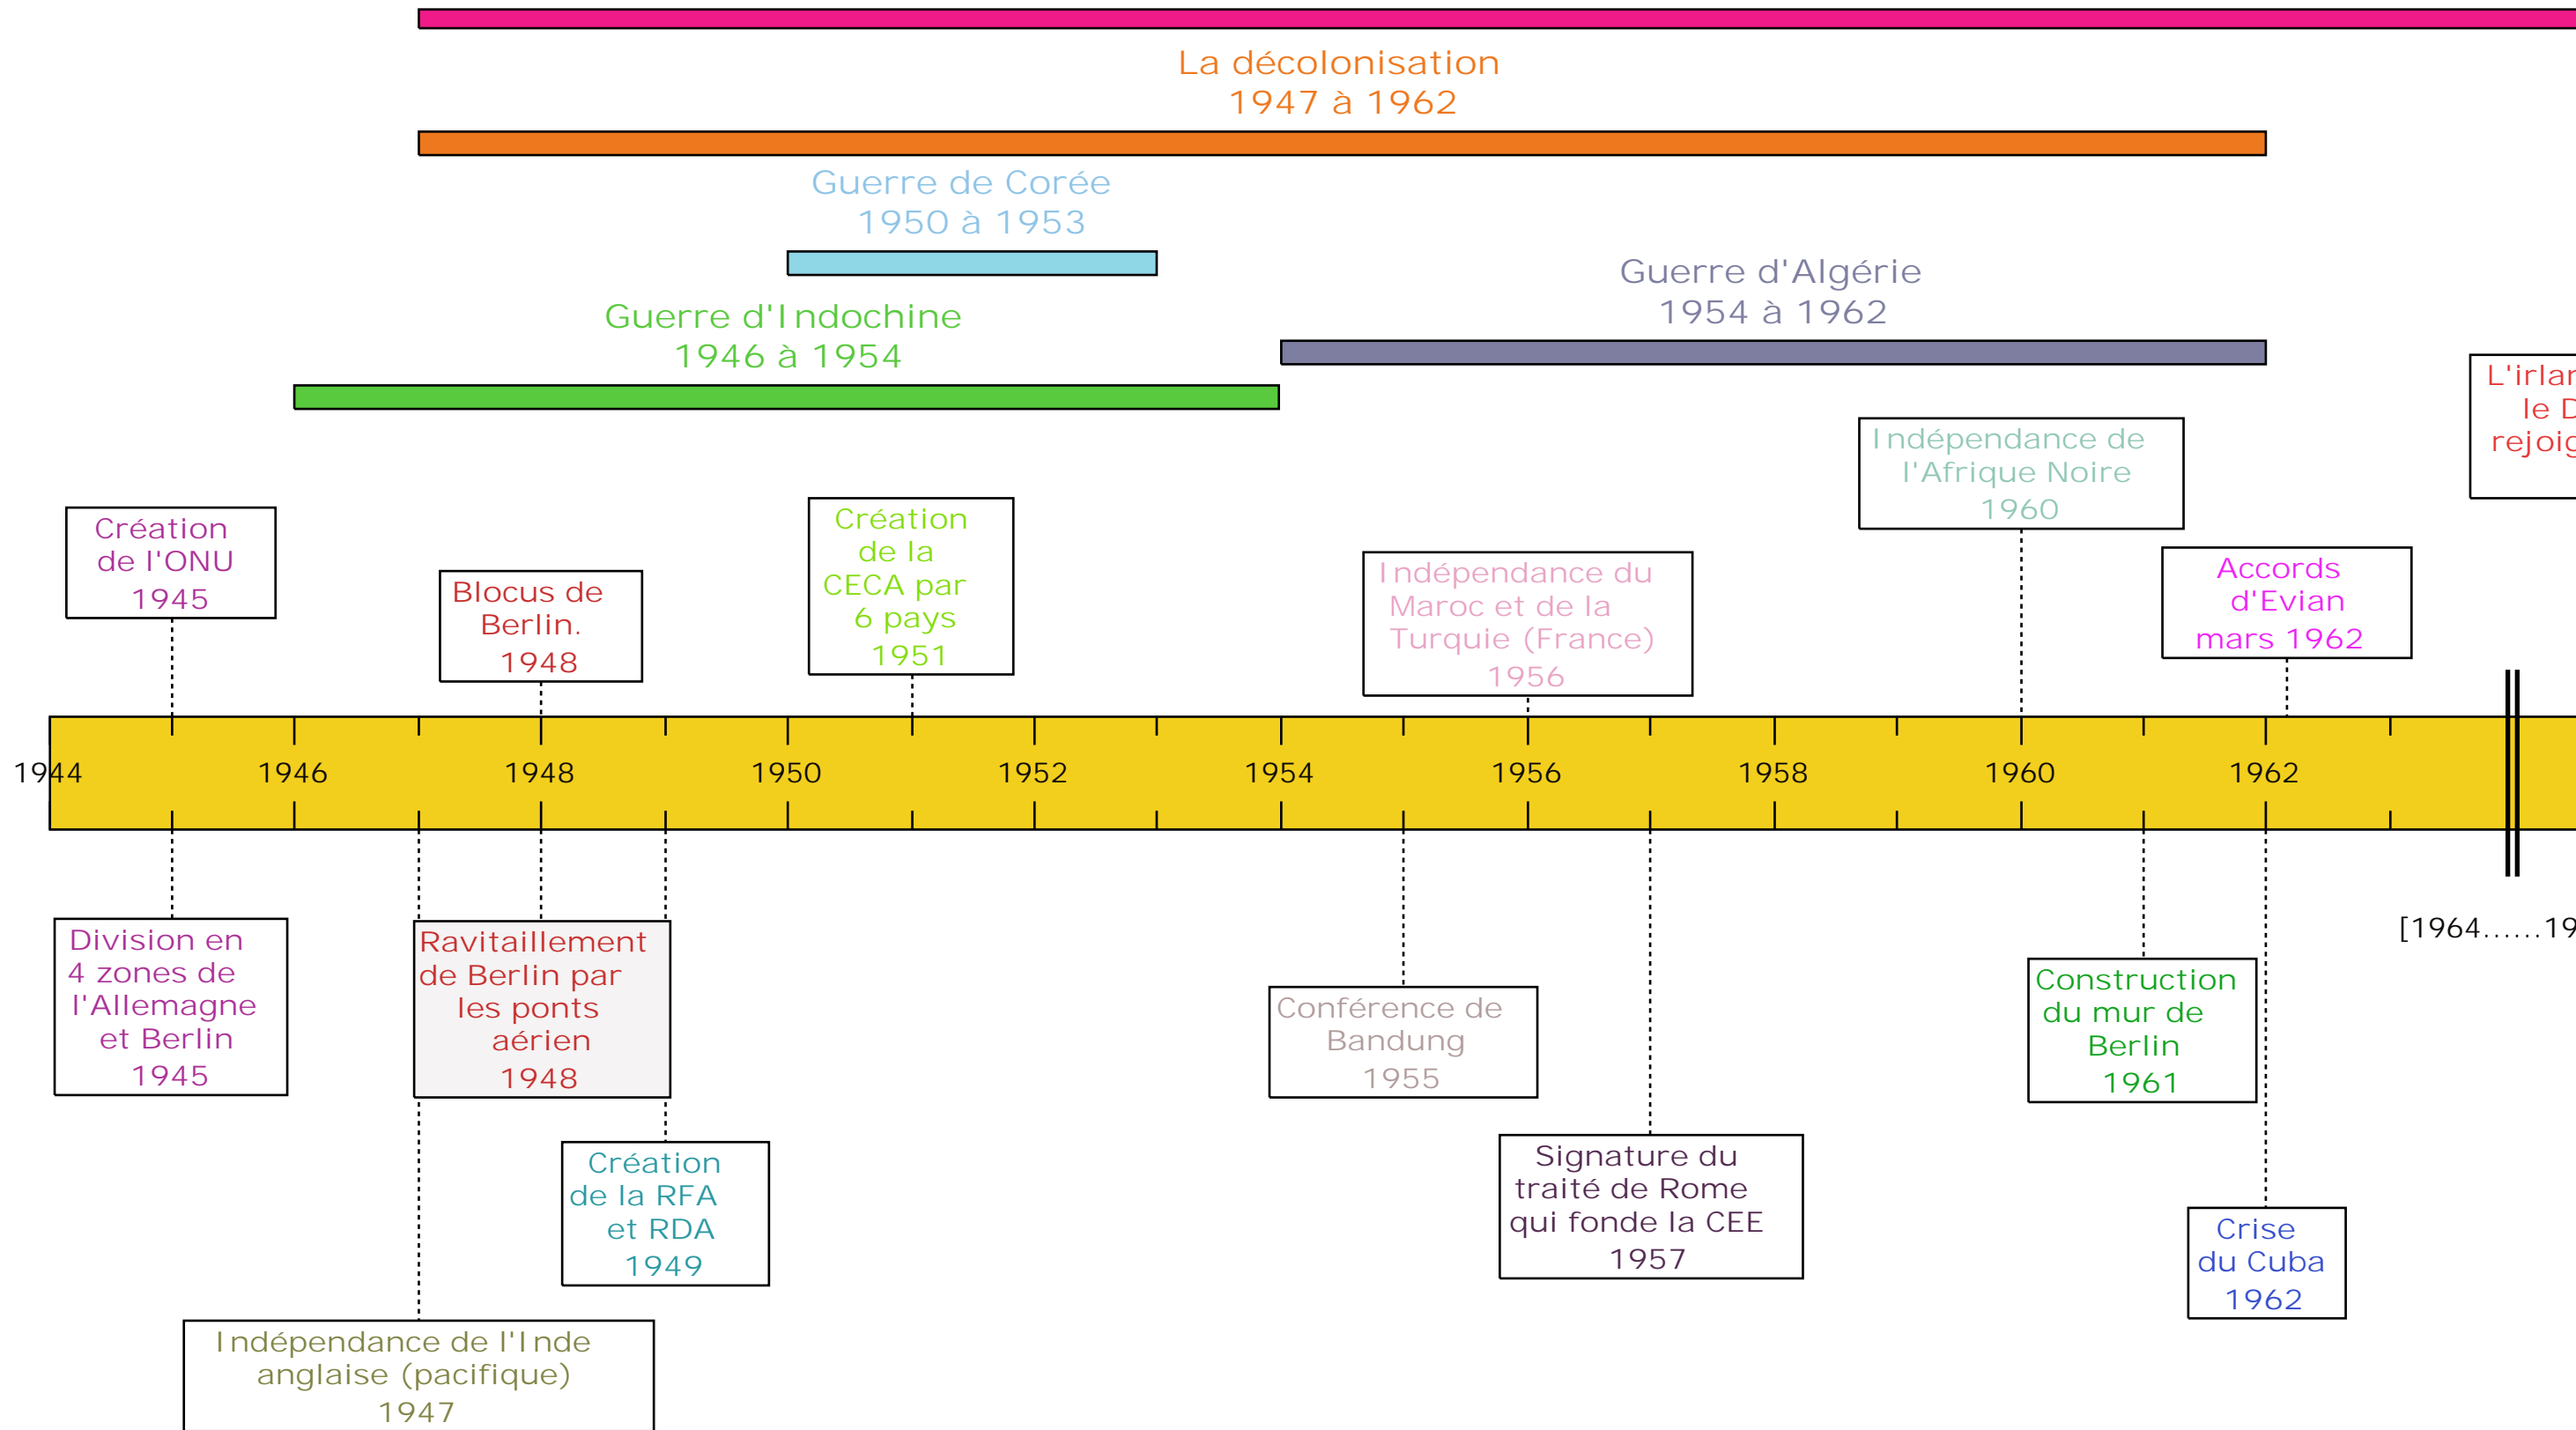 La décolonisation
1947 à 1962
Guerre de Corée
1950 à 1953
Guerre d'Algérie
1954 à 1962
Guerre d'Indochine
1946 à 1954
L'irlan
le D
rejoig
Indépendance de
l'Afrique Noire
1960
Création
de l'ONU
1945
Blocus de
Berlin.
1948
Création
de la
CECA par
6 pays
1951
Indépendance du
Maroc et de la
Turquie (France)
1956
Accords
d'Evian
mars 1962
1944 1946 1948 1950 1952 1954 1956 1958 1960 1962
[1964......19
Division en
4 zones de
l'Allemagne
et Berlin
1945
Ravitaillement
de Berlin par
les ponts
aérien
1948
Conférence de
Bandung
1955
Construction
du mur de
Berlin
1961
Création
de la RFA
et RDA
1949
Signature du
traité de Rome
qui fonde la CEE
1957
Crise
du Cuba
1962
Indépendance de l'Inde
anglaise (pacifique)
1947